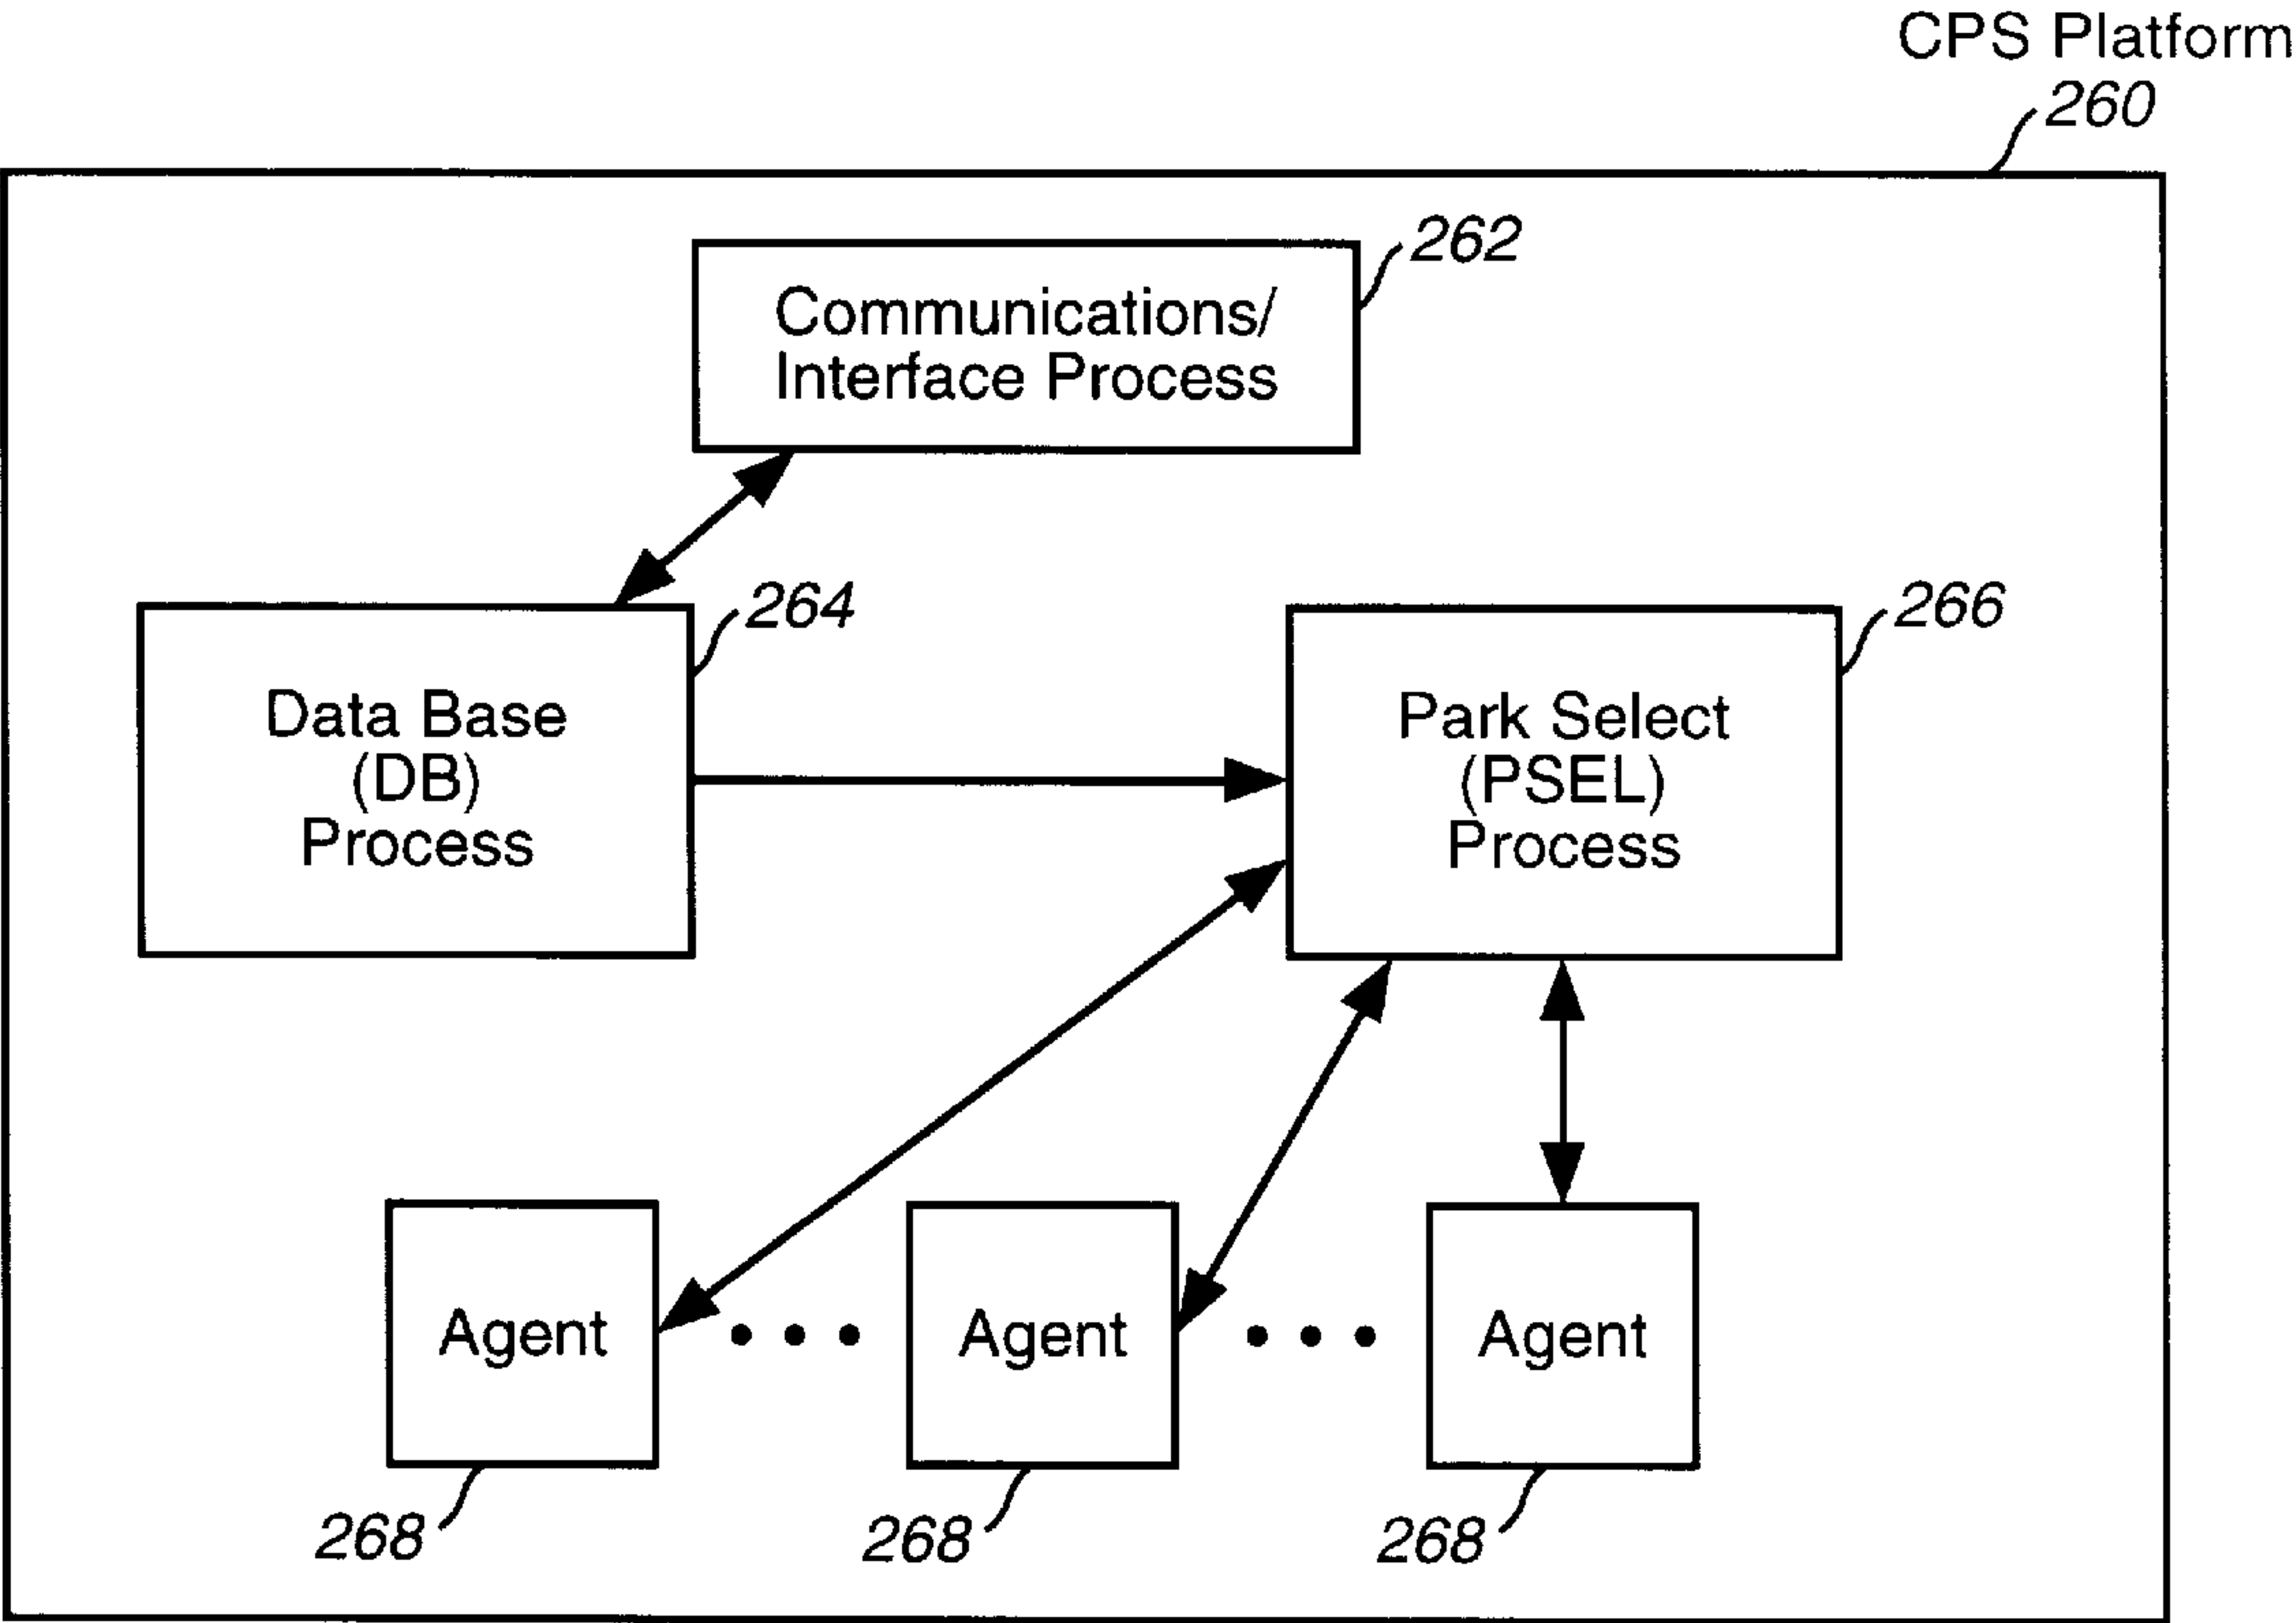 CPS Platform
260
262
Communications/
Interface Process
264
266
Data Base
(DB)
Process
Park Select
(PSEL)
Process
Agent
Agent
Agent
268
268
268